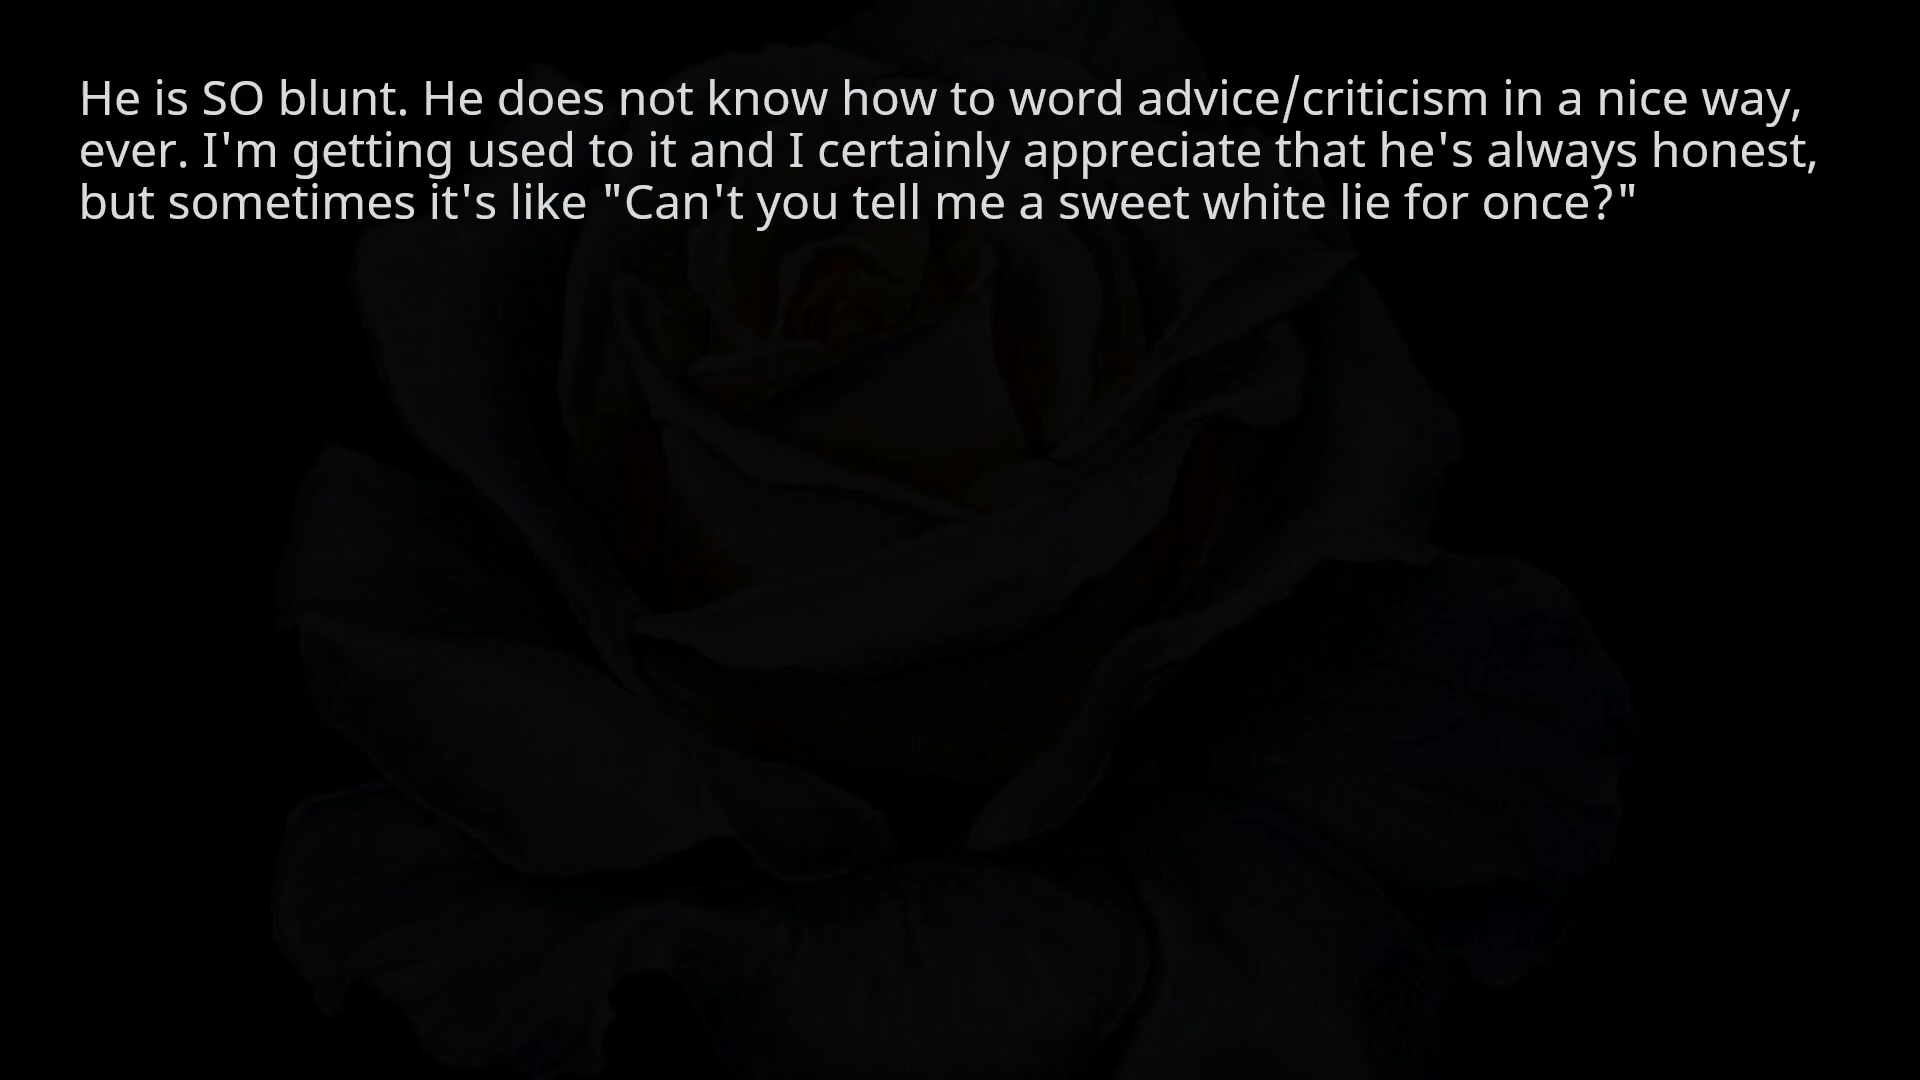 He is SO blunt. He does not know how to word advice/criticism in a nice way,
ever. I'm getting used to it and I certainly appreciate that he's always honest,
but sometimes it's like "Can't you tell me a sweet white lie for once?"